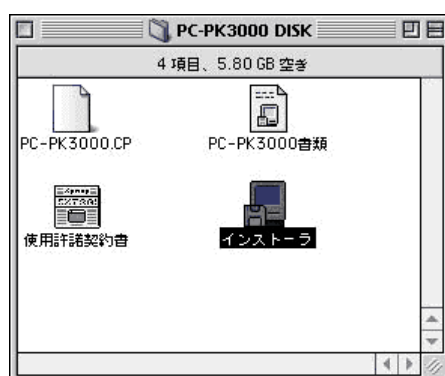 PC-PK3000 DISK
4 項目、5.80 GB 空き
PC-PK3000.CP
PC-PK3000書類
使用許諾契約書
インストーラ